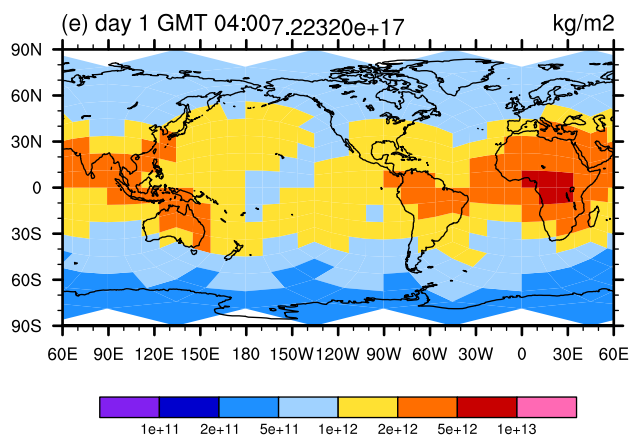 (e) day 1 GMT 04:00 7.22320e+17 kg/m2
90N
60N
30N
0
30S
60S
90S
60E 90E 120E 150E 180 150W 120W 90W 60W 30W 0 30E 60E
1e+11 2e+11 5e+11 1e+12 2e+12 5e+12 1e+13